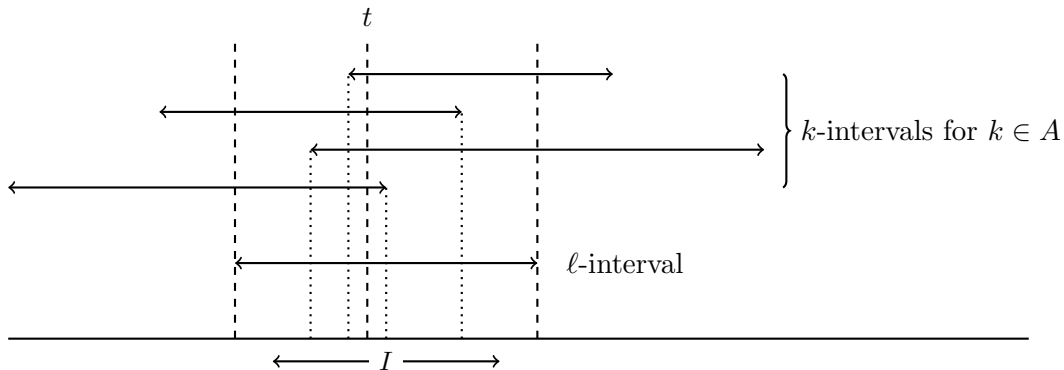 t
k-intervals for k ∈ A
ℓ-interval
I